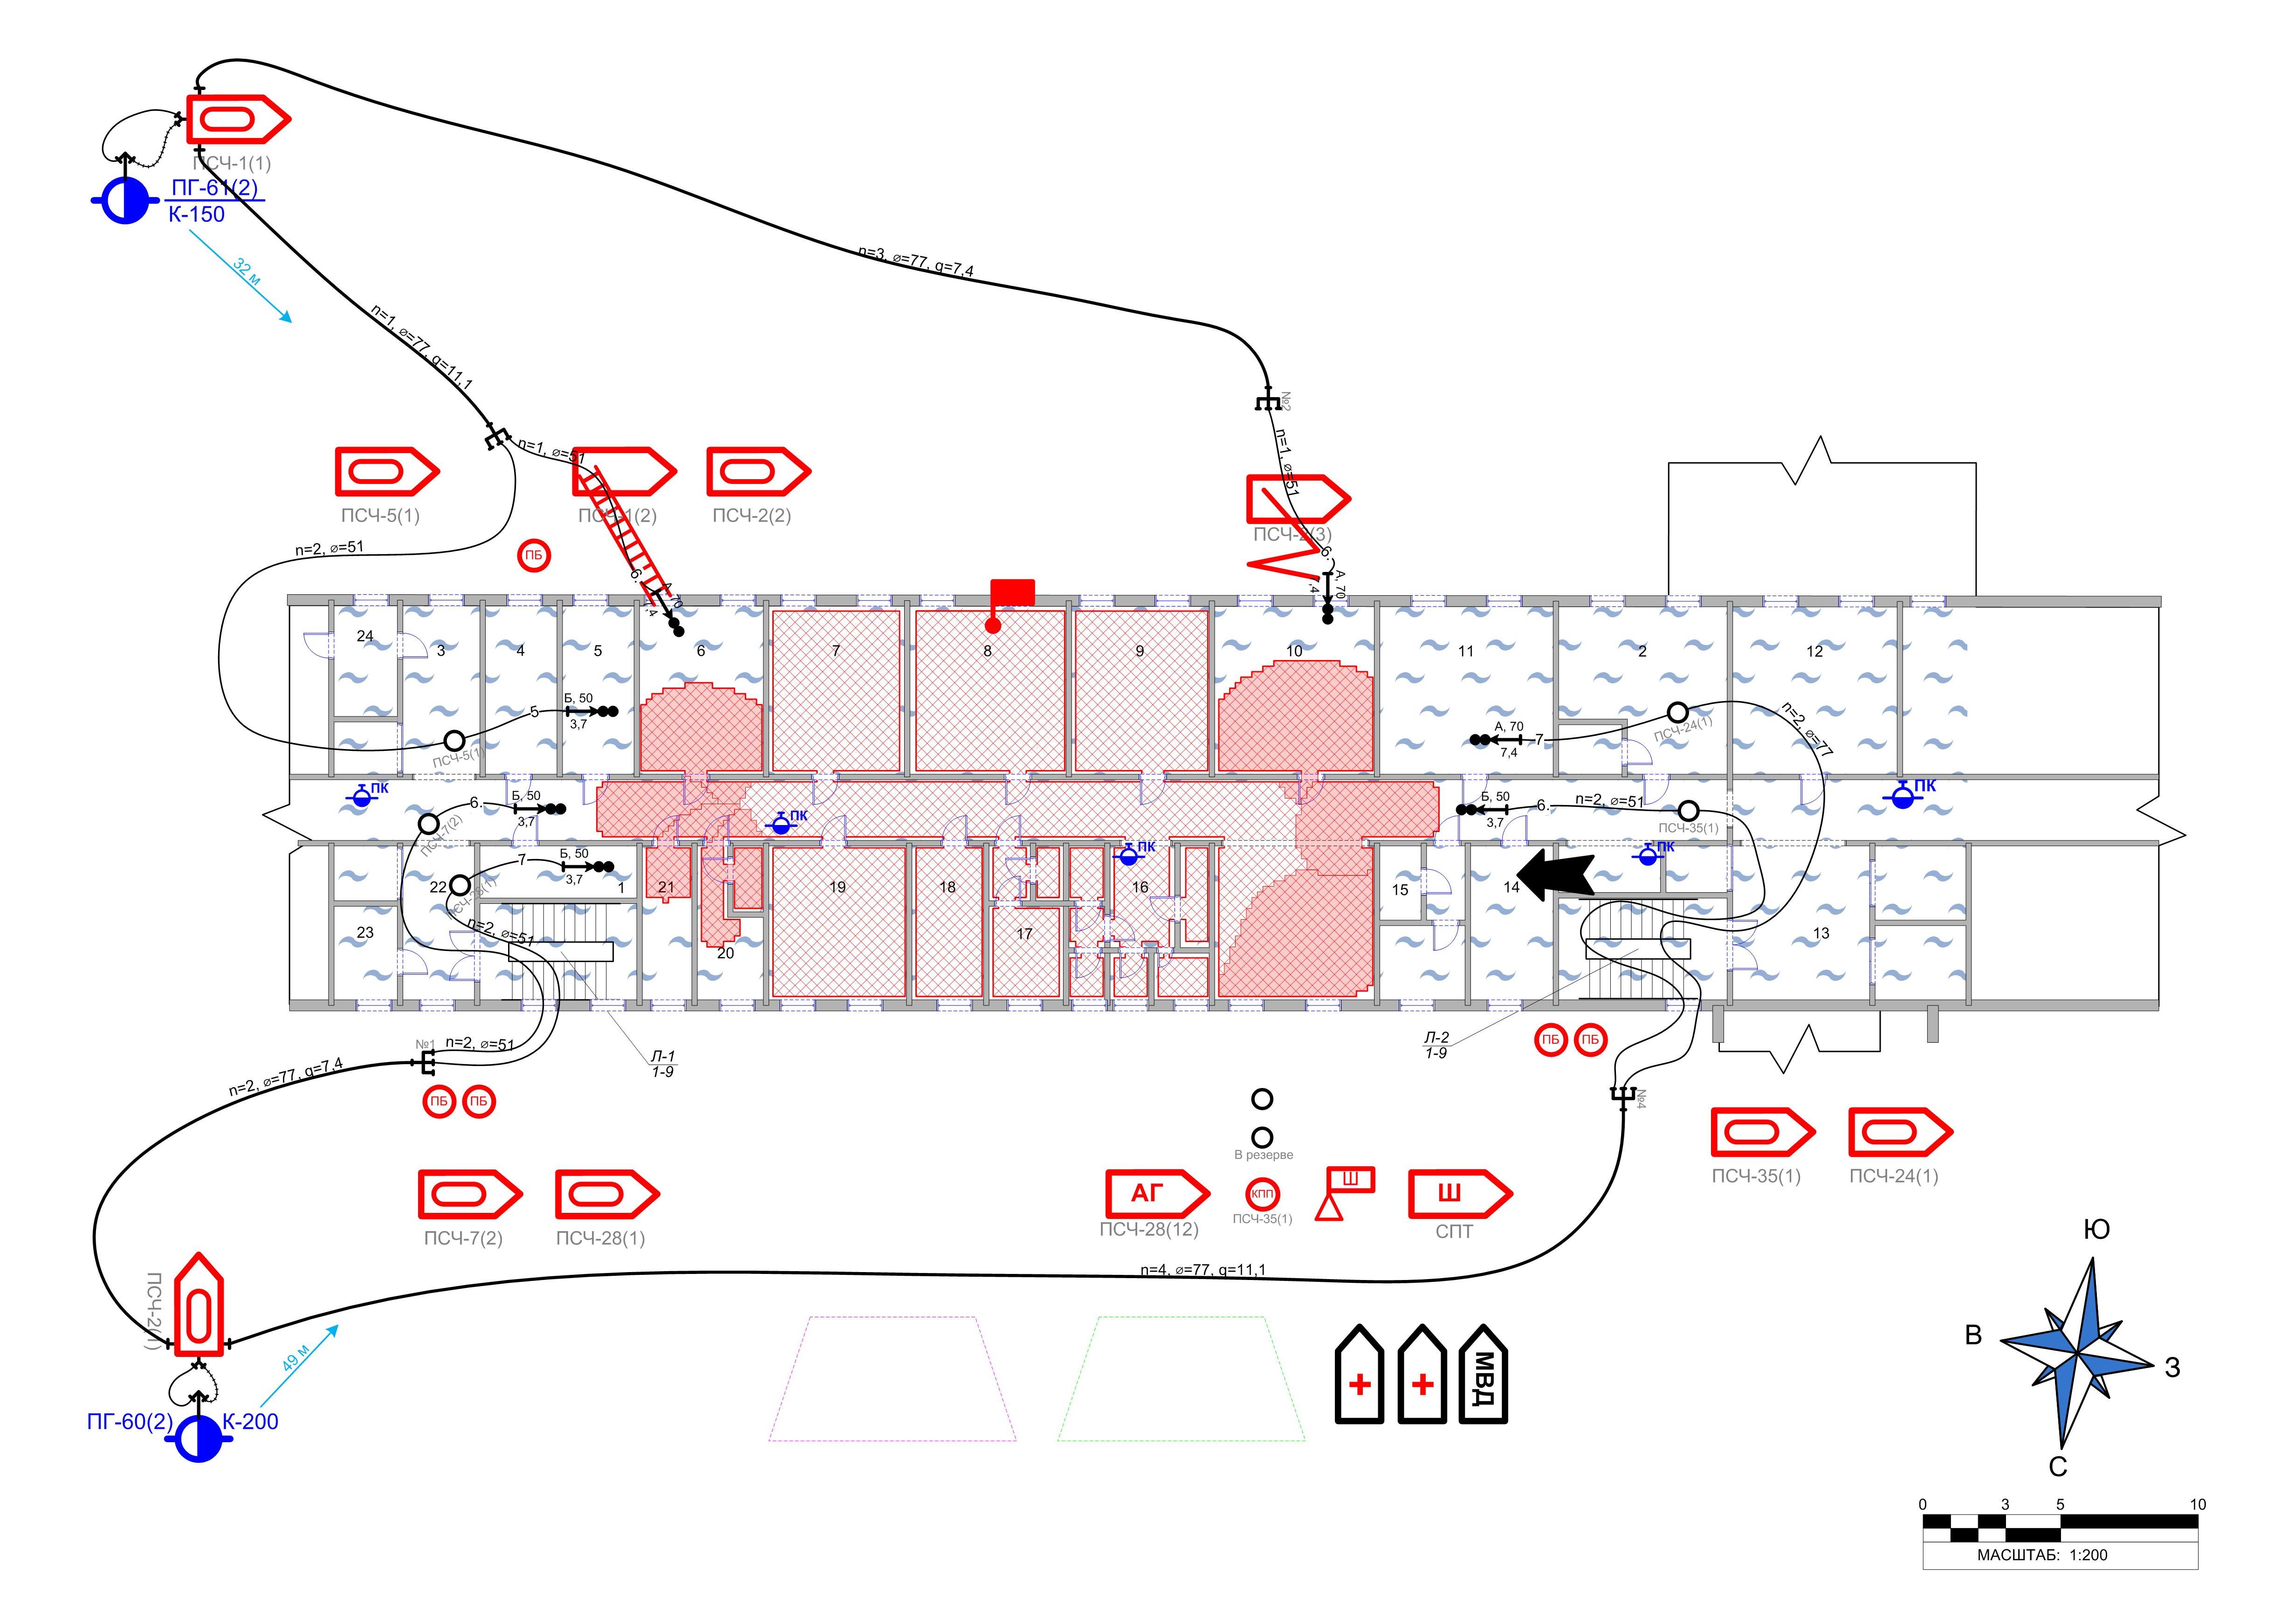 ПСЧ-1(1)
ПГ-61(2)
К-150
32 м
n=3, ⌀=77, q=7,4
n=1, ⌀=77, q=11,1
№2
n=1, ⌀=51
n=1, ⌀=51
ПСЧ-5(1)
ПСЧ-1(2)
ПСЧ-2(2)
ПСЧ-2(3)
n=2, ⌀=51
ПБ
6.
А, 70
7,4
6.
А, 70
7,4
24
3
4
5
6
7
8
9
10
11
2
12
Б, 50
3,7
5
ПСЧ-5(1)
А, 70
7,4
7
ПСЧ-24(1)
n=2, ⌀=77
ПК
6.
Б, 50
3,7
ПСЧ-7(2)
ПК
Б, 50
3,7
6.
n=2, ⌀=51
ПСЧ-35(1)
ПК
ПК
ПК
7
Б, 50
3,7
22
ПСЧ-28(1)
1
21
19
18
16
15
14
23
n=2, ⌀=51
20
17
13
№1
n=2, ⌀=51
n=2, ⌀=77, q=7,4
Л-1
1-9
Л-2
1-9
ПБ
ПБ
ПБ
ПБ
№4
В резерве
ПСЧ-7(2)
ПСЧ-28(1)
АГ
ПСЧ-28(12)
КПП
ПСЧ-35(1)
Ш
Ш
СПТ
ПСЧ-35(1)
ПСЧ-24(1)
n=4, ⌀=77, q=11,1
ПСЧ-2(1)
49 м
ПГ-60(2)
К-200
МВД
Ю
В
З
С
0 3 5 10
МАСШТАБ: 1:200